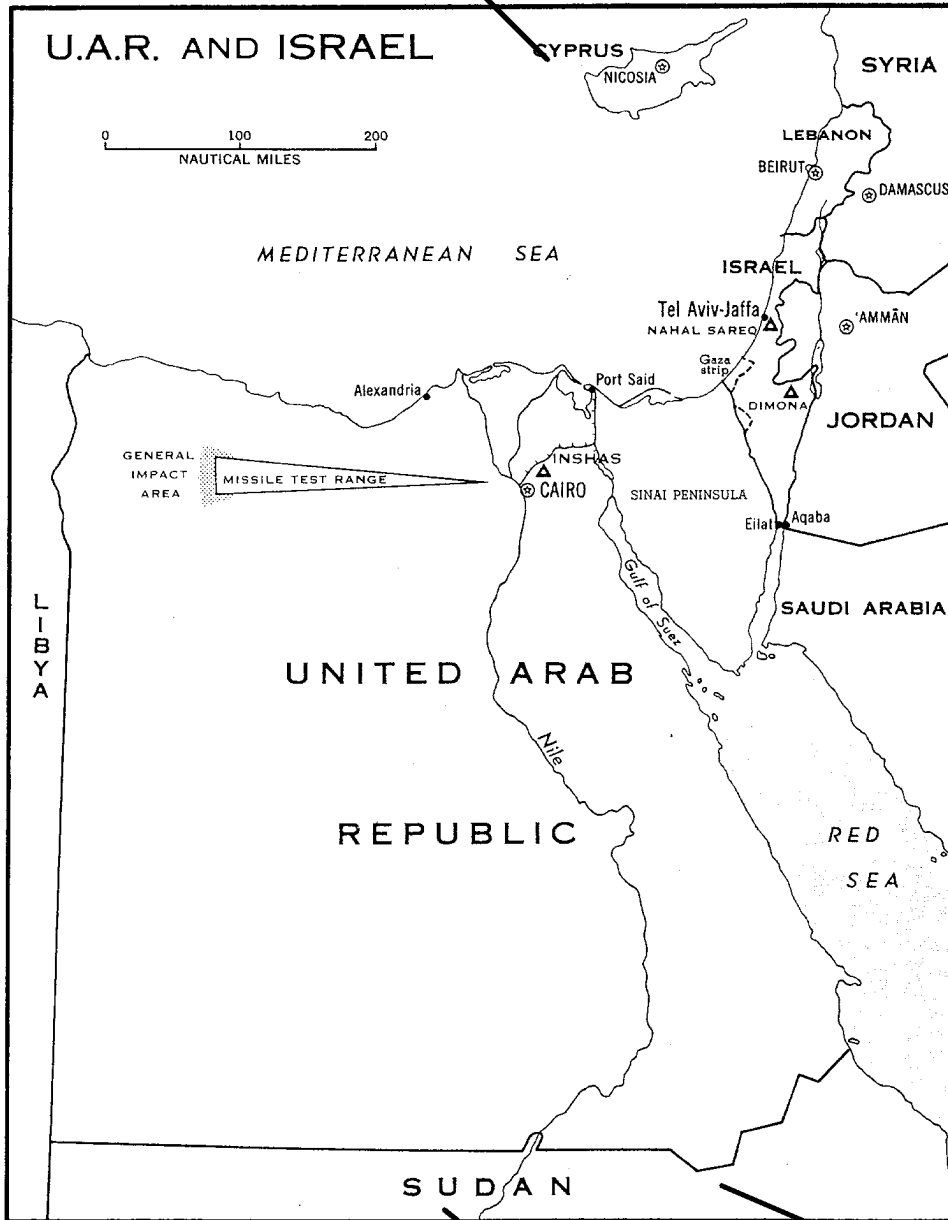 U.A.R. AND ISRAEL
0 100 200
NAUTICAL MILES
CYPRUS
NICOSIA
SYRIA
LEBANON
BEIRUT
DAMASCUS
MEDITERRANEAN SEA
ISRAEL
Tel Aviv-Jaffa
NAHAL SAREQ
'AMMĀN
Gaza
strip
Alexandria
Port Said
DIMONA
JORDAN
GENERAL
IMPACT
AREA
MISSILE TEST RANGE
INSHAS
CAIRO
SINAI PENINSULA
Eilat
Aqaba
Gulf of Suez
LIBYA
SAUDI ARABIA
UNITED ARAB
REPUBLIC
Nile
RED
SEA
SUDAN